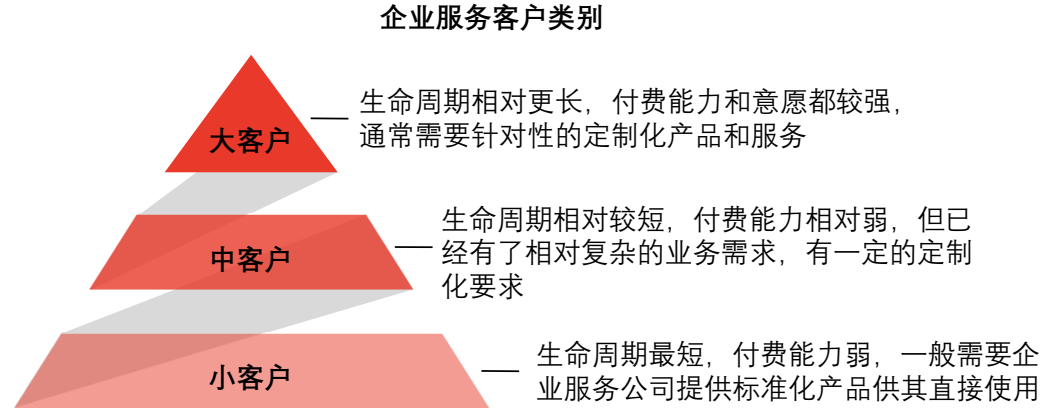 企业服务客户类别
大客户
生命周期相对更长，付费能力和意愿都较强，
通常需要针对性的定制化产品和服务
中客户
生命周期相对较短，付费能力相对弱，但已
经有了相对复杂的业务需求，有一定的定制
化要求
小客户
生命周期最短，付费能力弱，一般需要企
业服务公司提供标准化产品供其直接使用